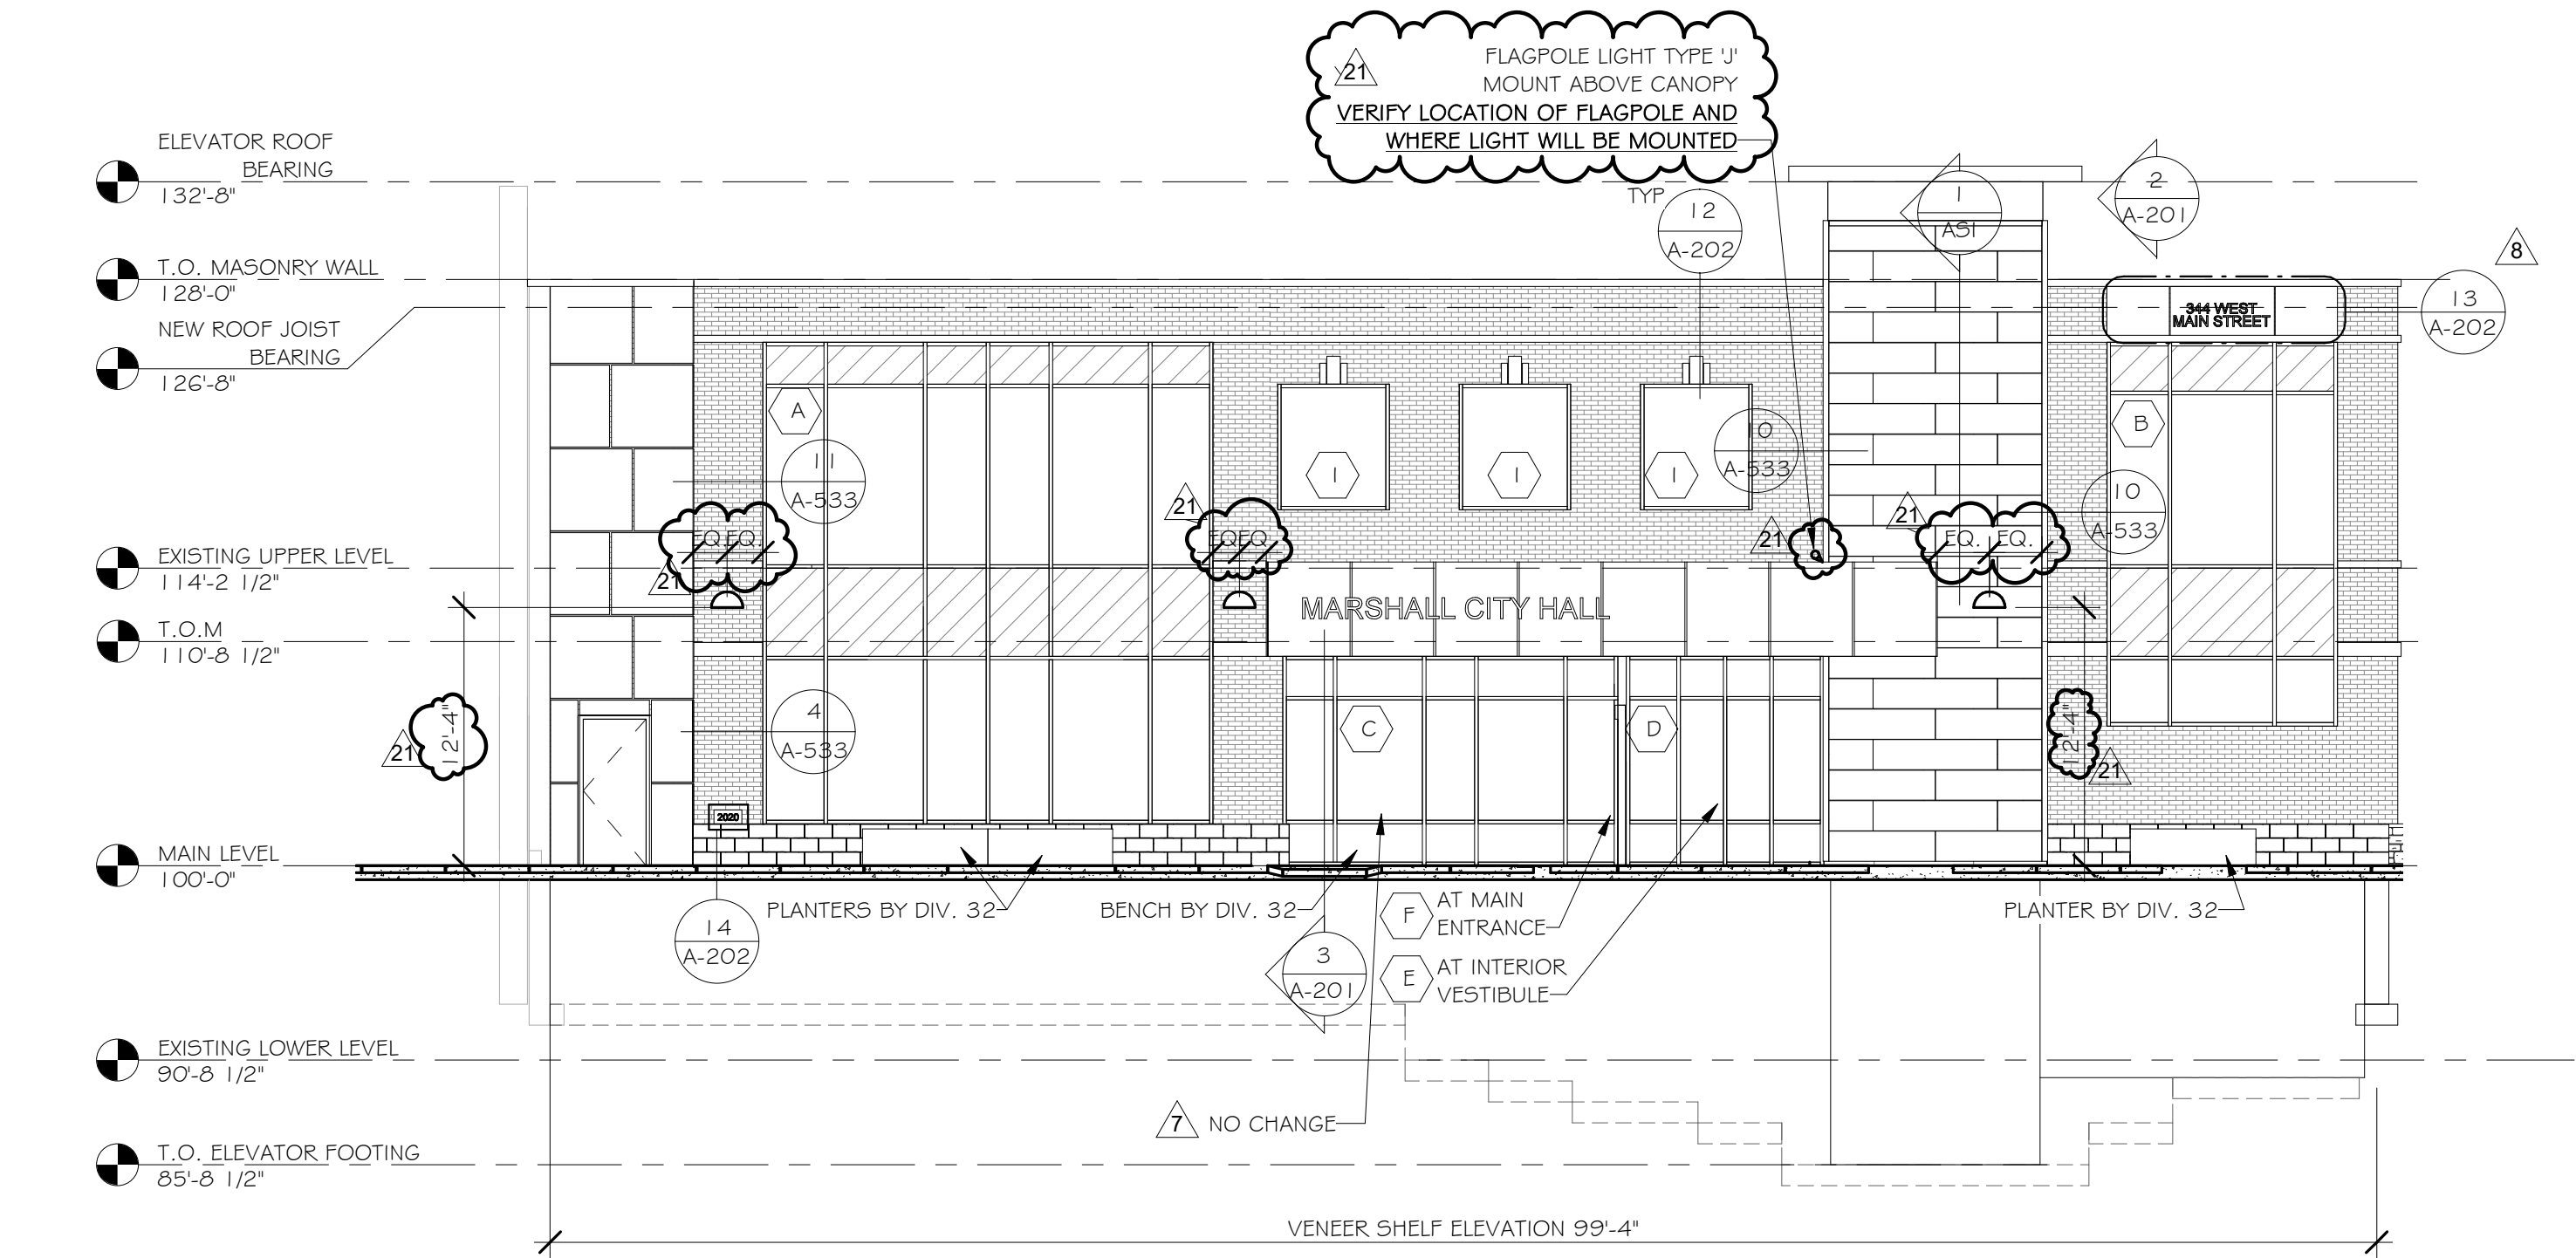 21
FLAGPOLE LIGHT TYPE 'J'
MOUNT ABOVE CANOPY
VERIFY LOCATION OF FLAGPOLE AND
WHERE LIGHT WILL BE MOUNTED
ELEVATOR ROOF
BEARING
132'-8"
T.O. MASONRY WALL
128'-0"
NEW ROOF JOIST
BEARING
126'-8"
TYP
12
A-202
1
ASI
2
A-201
8
13
A-202
344 WEST
MAIN STREET
A
11
A-533
I
I
I
10
A-533
B
10
A-533
21
EQ. EQ.
21
EQ. EQ.
21
21
EQ. EQ.
EXISTING UPPER LEVEL
114'-2 1/2"
T.O.M
110'-8 1/2"
MARSHALL CITY HALL
21
12'-4"
4
A-533
C
D
12'-4"
21
2020
MAIN LEVEL
100'-0"
PLANTERS BY DIV. 32
BENCH BY DIV. 32
F
AT MAIN
ENTRANCE
PLANTER BY DIV. 32
14
A-202
3
A-201
E
AT INTERIOR
VESTIBULE
EXISTING LOWER LEVEL
90'-8 1/2"
7
NO CHANGE
T.O. ELEVATOR FOOTING
85'-8 1/2"
VENEER SHELF ELEVATION 99'-4"